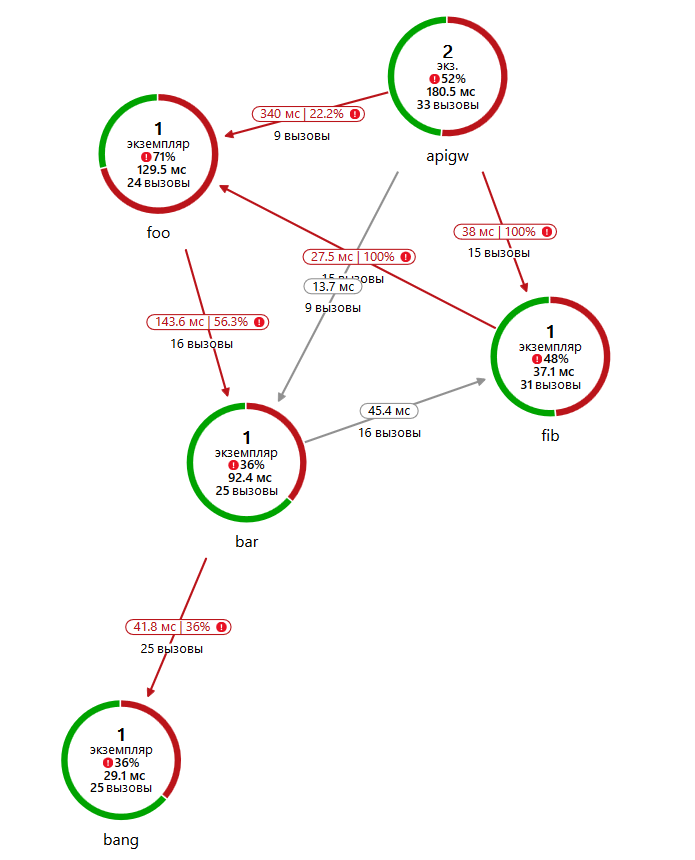 2
экз.
52%
180.5 мс
33 вызовы
apigw
340 мс | 22.2%
9 вызовы
1
экземпляр
71%
129.5 мс
24 вызовы
foo
38 мс | 100%
15 вызовы
27.5 мс | 100%
15 вызовы
13.7 мс
9 вызовы
143.6 мс | 56.3%
16 вызовы
1
экземпляр
48%
37.1 мс
31 вызовы
fib
45.4 мс
16 вызовы
1
экземпляр
36%
92.4 мс
25 вызовы
bar
41.8 мс | 36%
25 вызовы
1
экземпляр
36%
29.1 мс
25 вызовы
bang